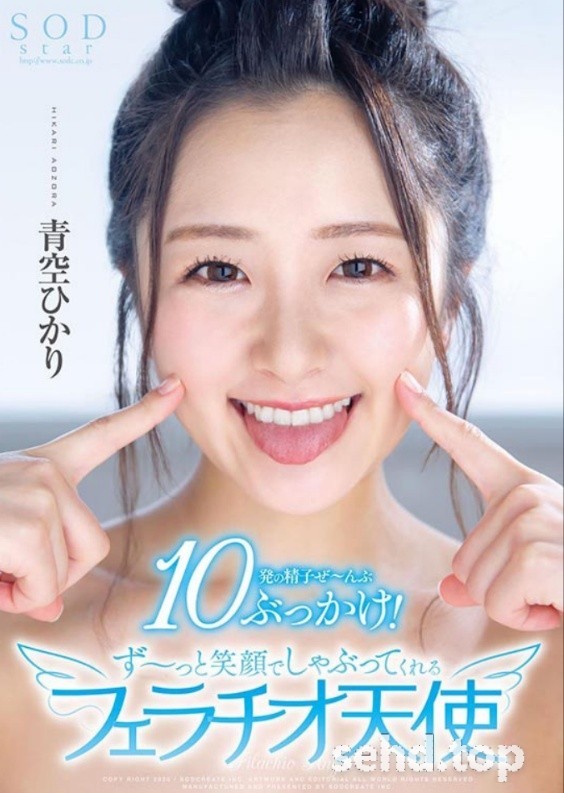 SOD
star
http://www.sodc.co.jp
HIKARI AOZORA
青空ひかり
10発の精子ぜ〜んぶ
ぶっかけ!
ず〜っと笑顔でしゃぶってくれる
フェラチオ天使
sehd.top